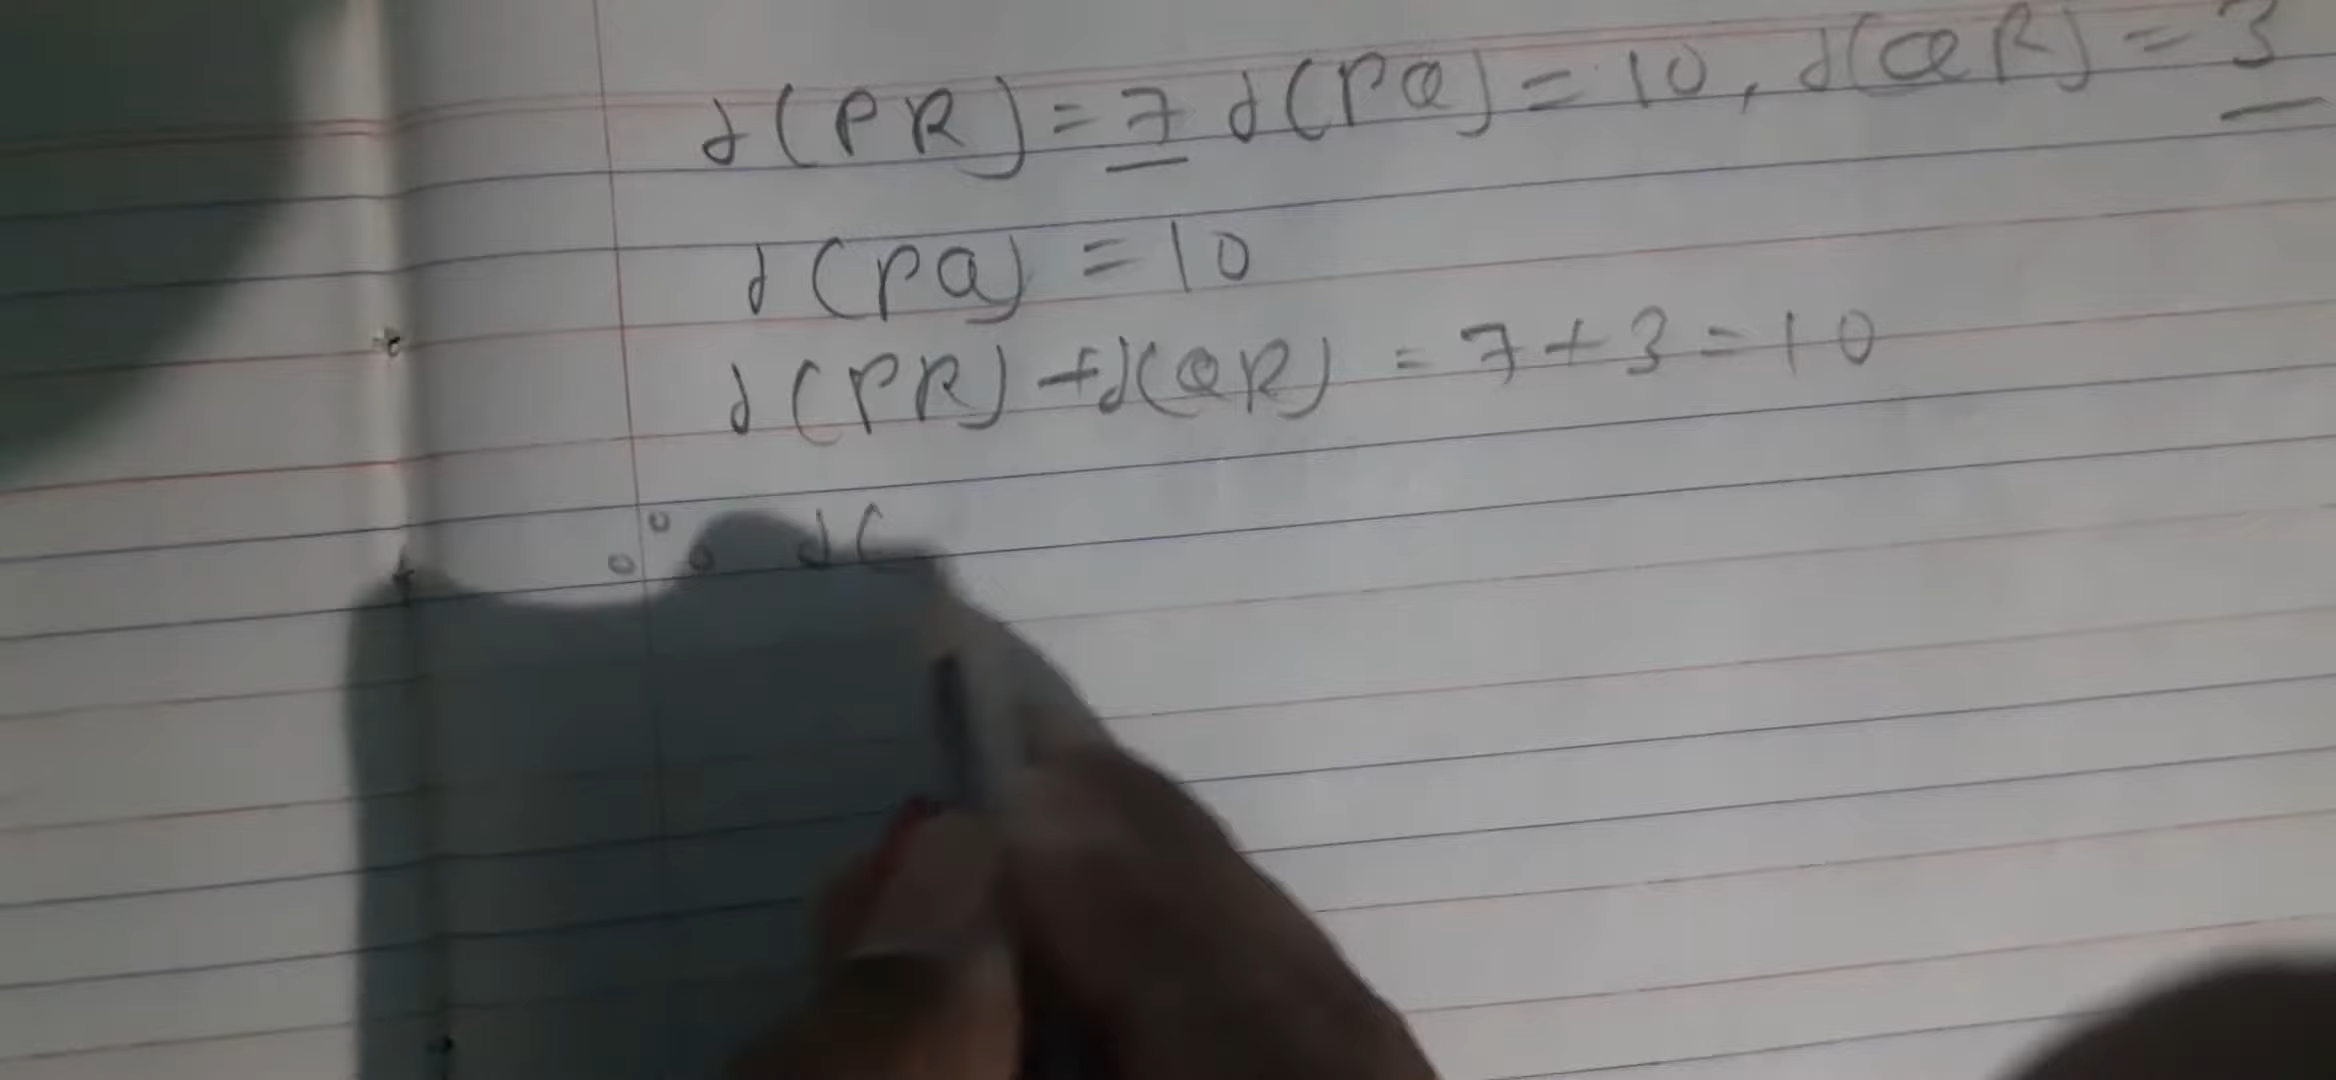 d(PR) = 7 d(PQ) = 10, d(QR) = 3
d(PQ) = 10
d(PR) + d(QR) = 7 + 3 = 10
∴ d(